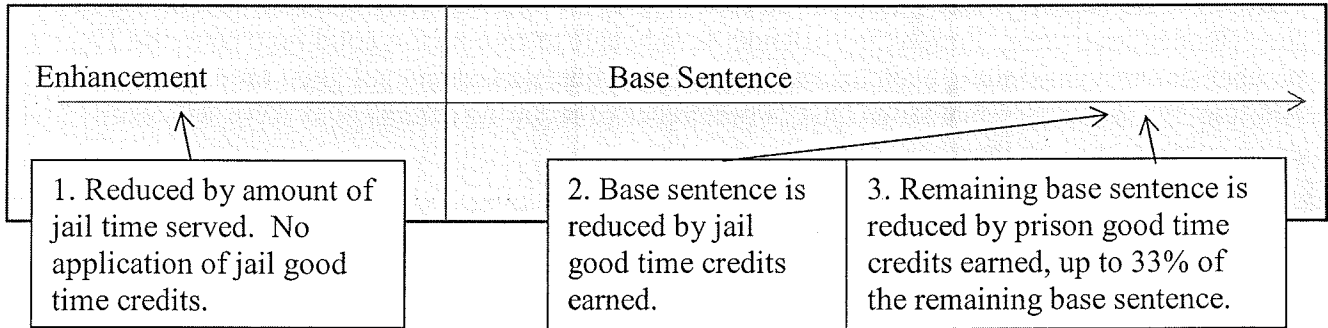 Enhancement
Base Sentence
1. Reduced by amount of
jail time served. No
application of jail good
time credits.
2. Base sentence is
reduced by jail
good time credits
earned.
3. Remaining base sentence is
reduced by prison good time
credits earned, up to 33% of
the remaining base sentence.